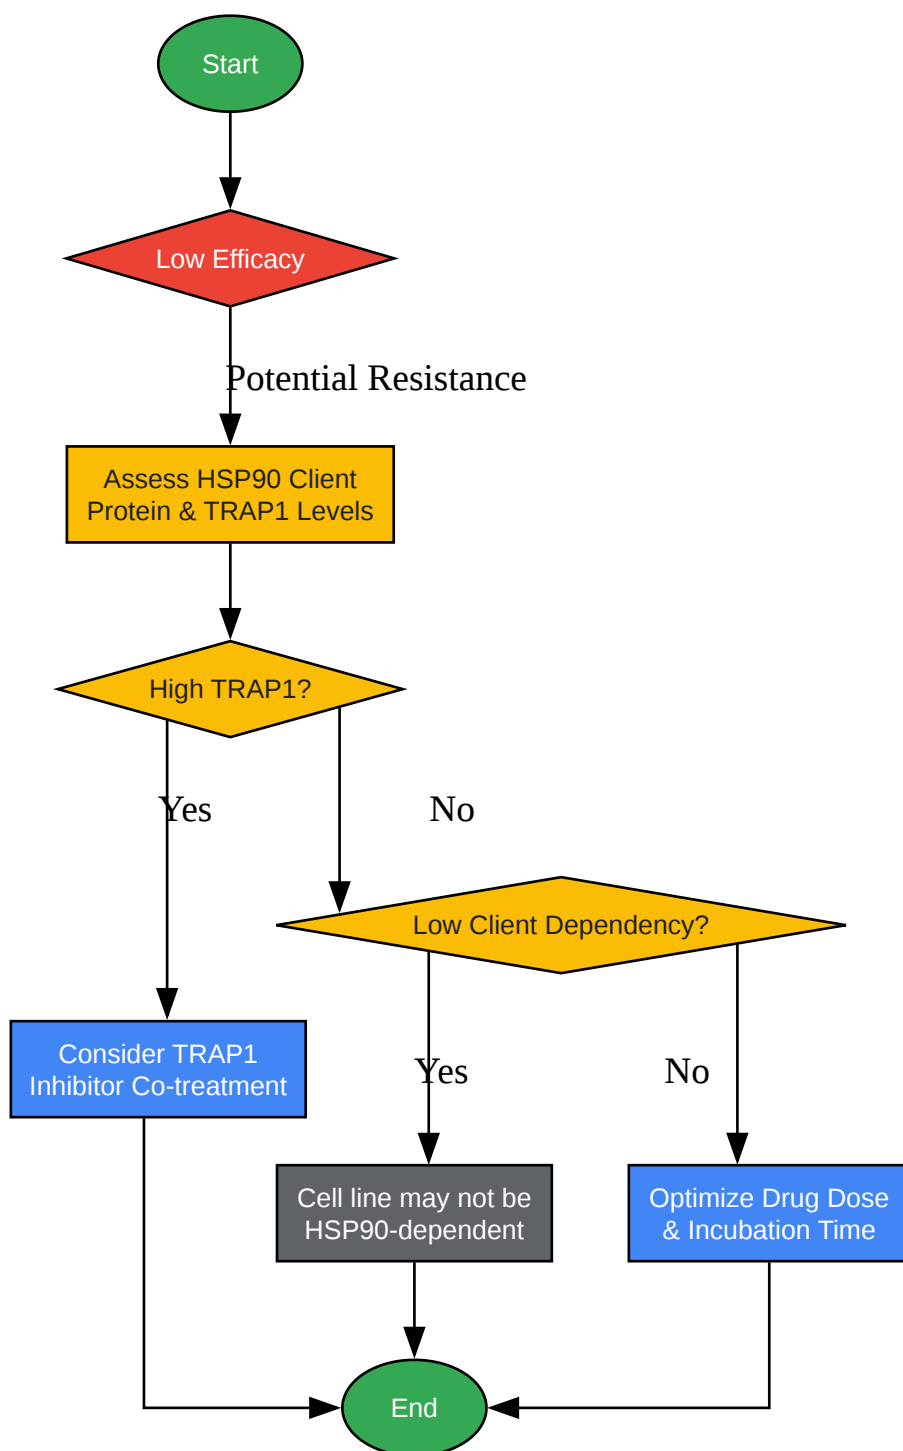 Start
Low Efficacy
Potential Resistance
Assess HSP90 Client
Protein & TRAP1 Levels
High TRAP1?
Yes
No
Low Client Dependency?
Consider TRAP1
Inhibitor Co-treatment
Yes
No
Cell line may not be
HSP90-dependent
Optimize Drug Dose
& Incubation Time
End